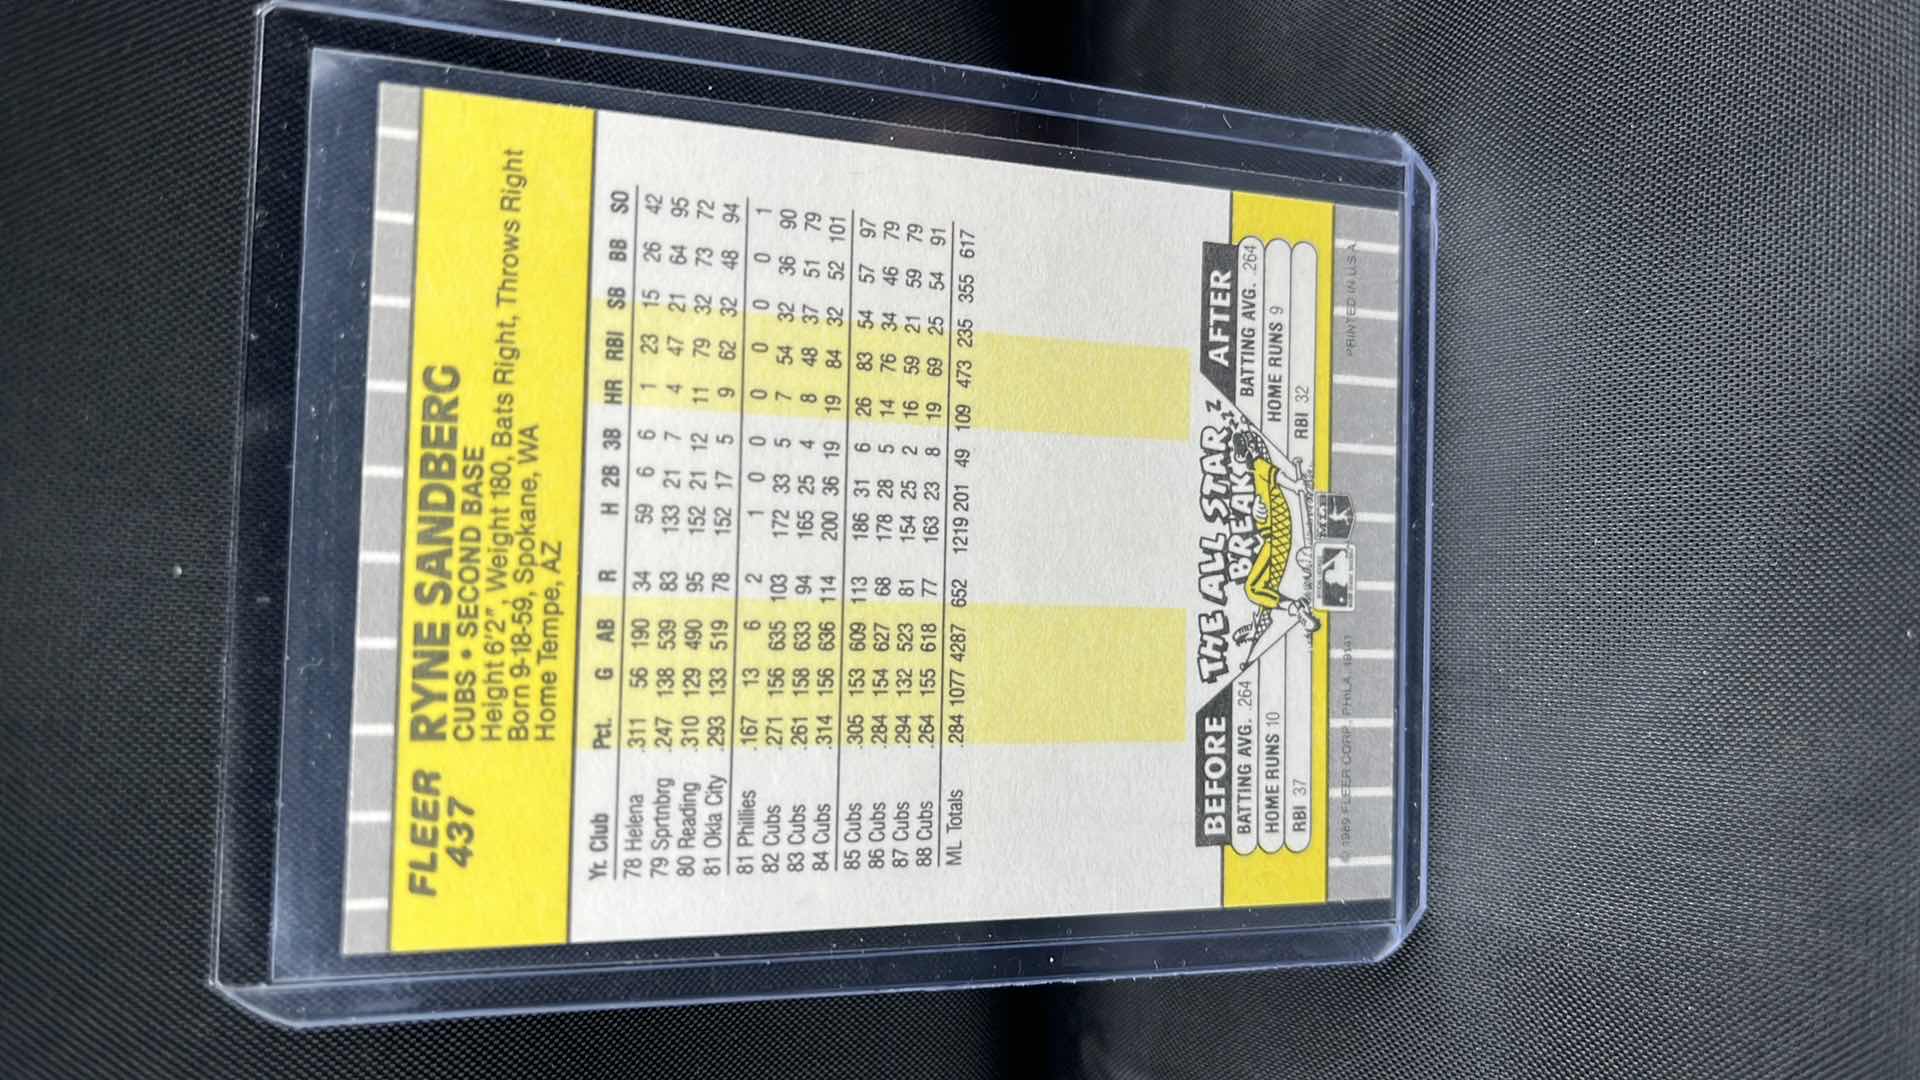 FLEER RYNE SANDBERG
437 CUBS • SECOND BASE
Height 6'2", Weight 180, Bats Right, Throws Right
Born 9-18-59, Spokane, WA
Home Tempe, AZ
Yr. Club Pct. G AB R H 2B 3B HR RBI SB BB SO
78 Helena .311 56 190 34 59 6 6 1 23 15 26 42
79 Sprtnbrg .247 138 539 83 133 21 7 4 47 21 64 95
80 Reading .310 129 490 95 152 21 12 11 79 32 73 72
81 Okla City .293 133 519 78 152 17 5 9 62 32 48 94
81 Phillies .167 13 6 2 1 0 0 0 0 0 0 1
82 Cubs .271 156 635 103 172 33 5 7 54 32 36 90
83 Cubs .261 158 633 94 165 25 4 8 48 37 51 79
84 Cubs .314 156 636 114 200 36 19 19 84 32 52 101
85 Cubs .305 153 609 113 186 31 6 26 83 54 57 97
86 Cubs .284 154 627 68 178 28 5 14 76 34 46 79
87 Cubs .294 132 523 81 154 25 2 16 59 21 59 79
88 Cubs .264 155 618 77 163 23 8 19 69 25 54 91
ML Totals .284 1077 4287 652 1219 201 49 109 473 235 355 617
BEFORE THE ALL STAR BREAK AFTER
BATTING AVG. .264 BATTING AVG. .264
HOME RUNS 10 HOME RUNS 9
RBI 37 RBI 32
© 1989 FLEER CORP., PHILA. 19141 PRINTED IN U.S.A.